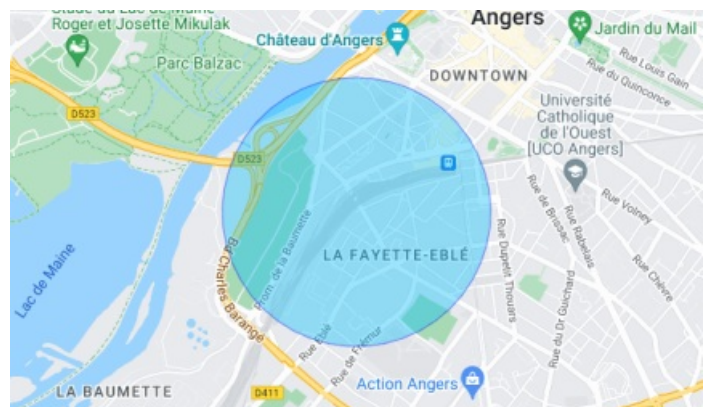 Stade du Lac de Maine -
Roger et Josette Mikulak
Angers
Château d'Angers
Jardin du Mail
Parc Balzac
DOWNTOWN
Rue Louis Gain
Rue du Quinconce
D523
Université
Catholique
de l'Ouest
[UCO Angers]
D523
Rue de Brissac
Rue Rabelais
Rue Volney
Lac de Maine
Bd Charles Barangé
Prom. de la Baumette
LA FAYETTE-EBLÉ
Rue Dupetit Thouars
Rue du Dr Guichard
Rue Chèvre
Rue Eblé
Rue de Frémur
LA BAUMETTE
D411
Action Angers